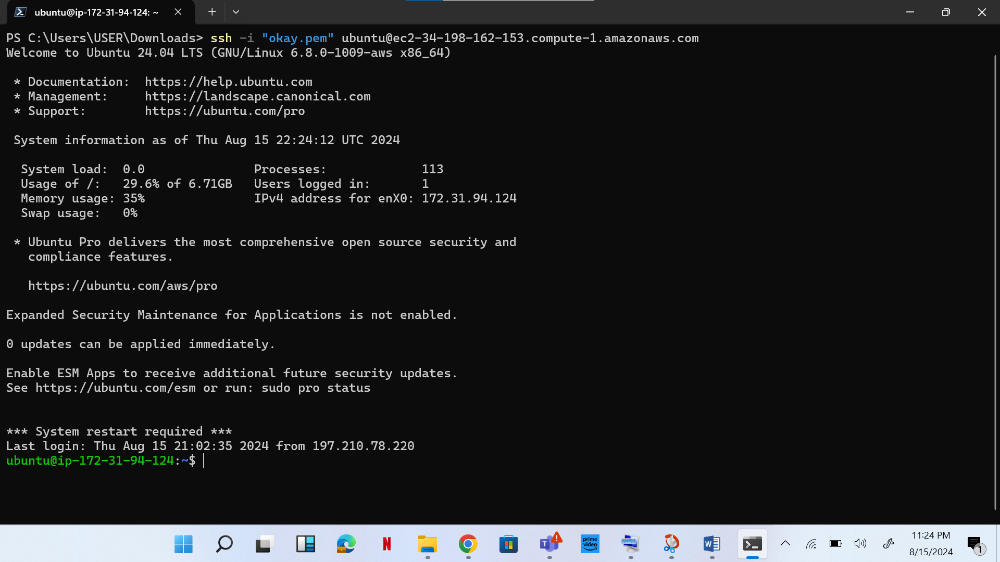 ubuntu@ip-172-31-94-124: ~
PS C:\Users\USER\Downloads> ssh -i "okay.pem" ubuntu@ec2-34-198-162-153.compute-1.amazonaws.com
Welcome to Ubuntu 24.04 LTS (GNU/Linux 6.8.0-1009-aws x86_64)
* Documentation:  https://help.ubuntu.com
* Management:     https://landscape.canonical.com
* Support:        https://ubuntu.com/pro
System information as of Thu Aug 15 22:24:12 UTC 2024
System load:  0.0               Processes:             113
Usage of /:   29.6% of 6.71GB   Users logged in:       1
Memory usage: 35%               IPv4 address for enX0: 172.31.94.124
Swap usage:   0%
* Ubuntu Pro delivers the most comprehensive open source security and
compliance features.
https://ubuntu.com/aws/pro
Expanded Security Maintenance for Applications is not enabled.
0 updates can be applied immediately.
Enable ESM Apps to receive additional future security updates.
See https://ubuntu.com/esm or run: sudo pro status
*** System restart required ***
Last login: Thu Aug 15 21:02:35 2024 from 197.210.78.220
ubuntu@ip-172-31-94-124:~$
N
T
prime video
W
11:24 PM
8/15/2024
1